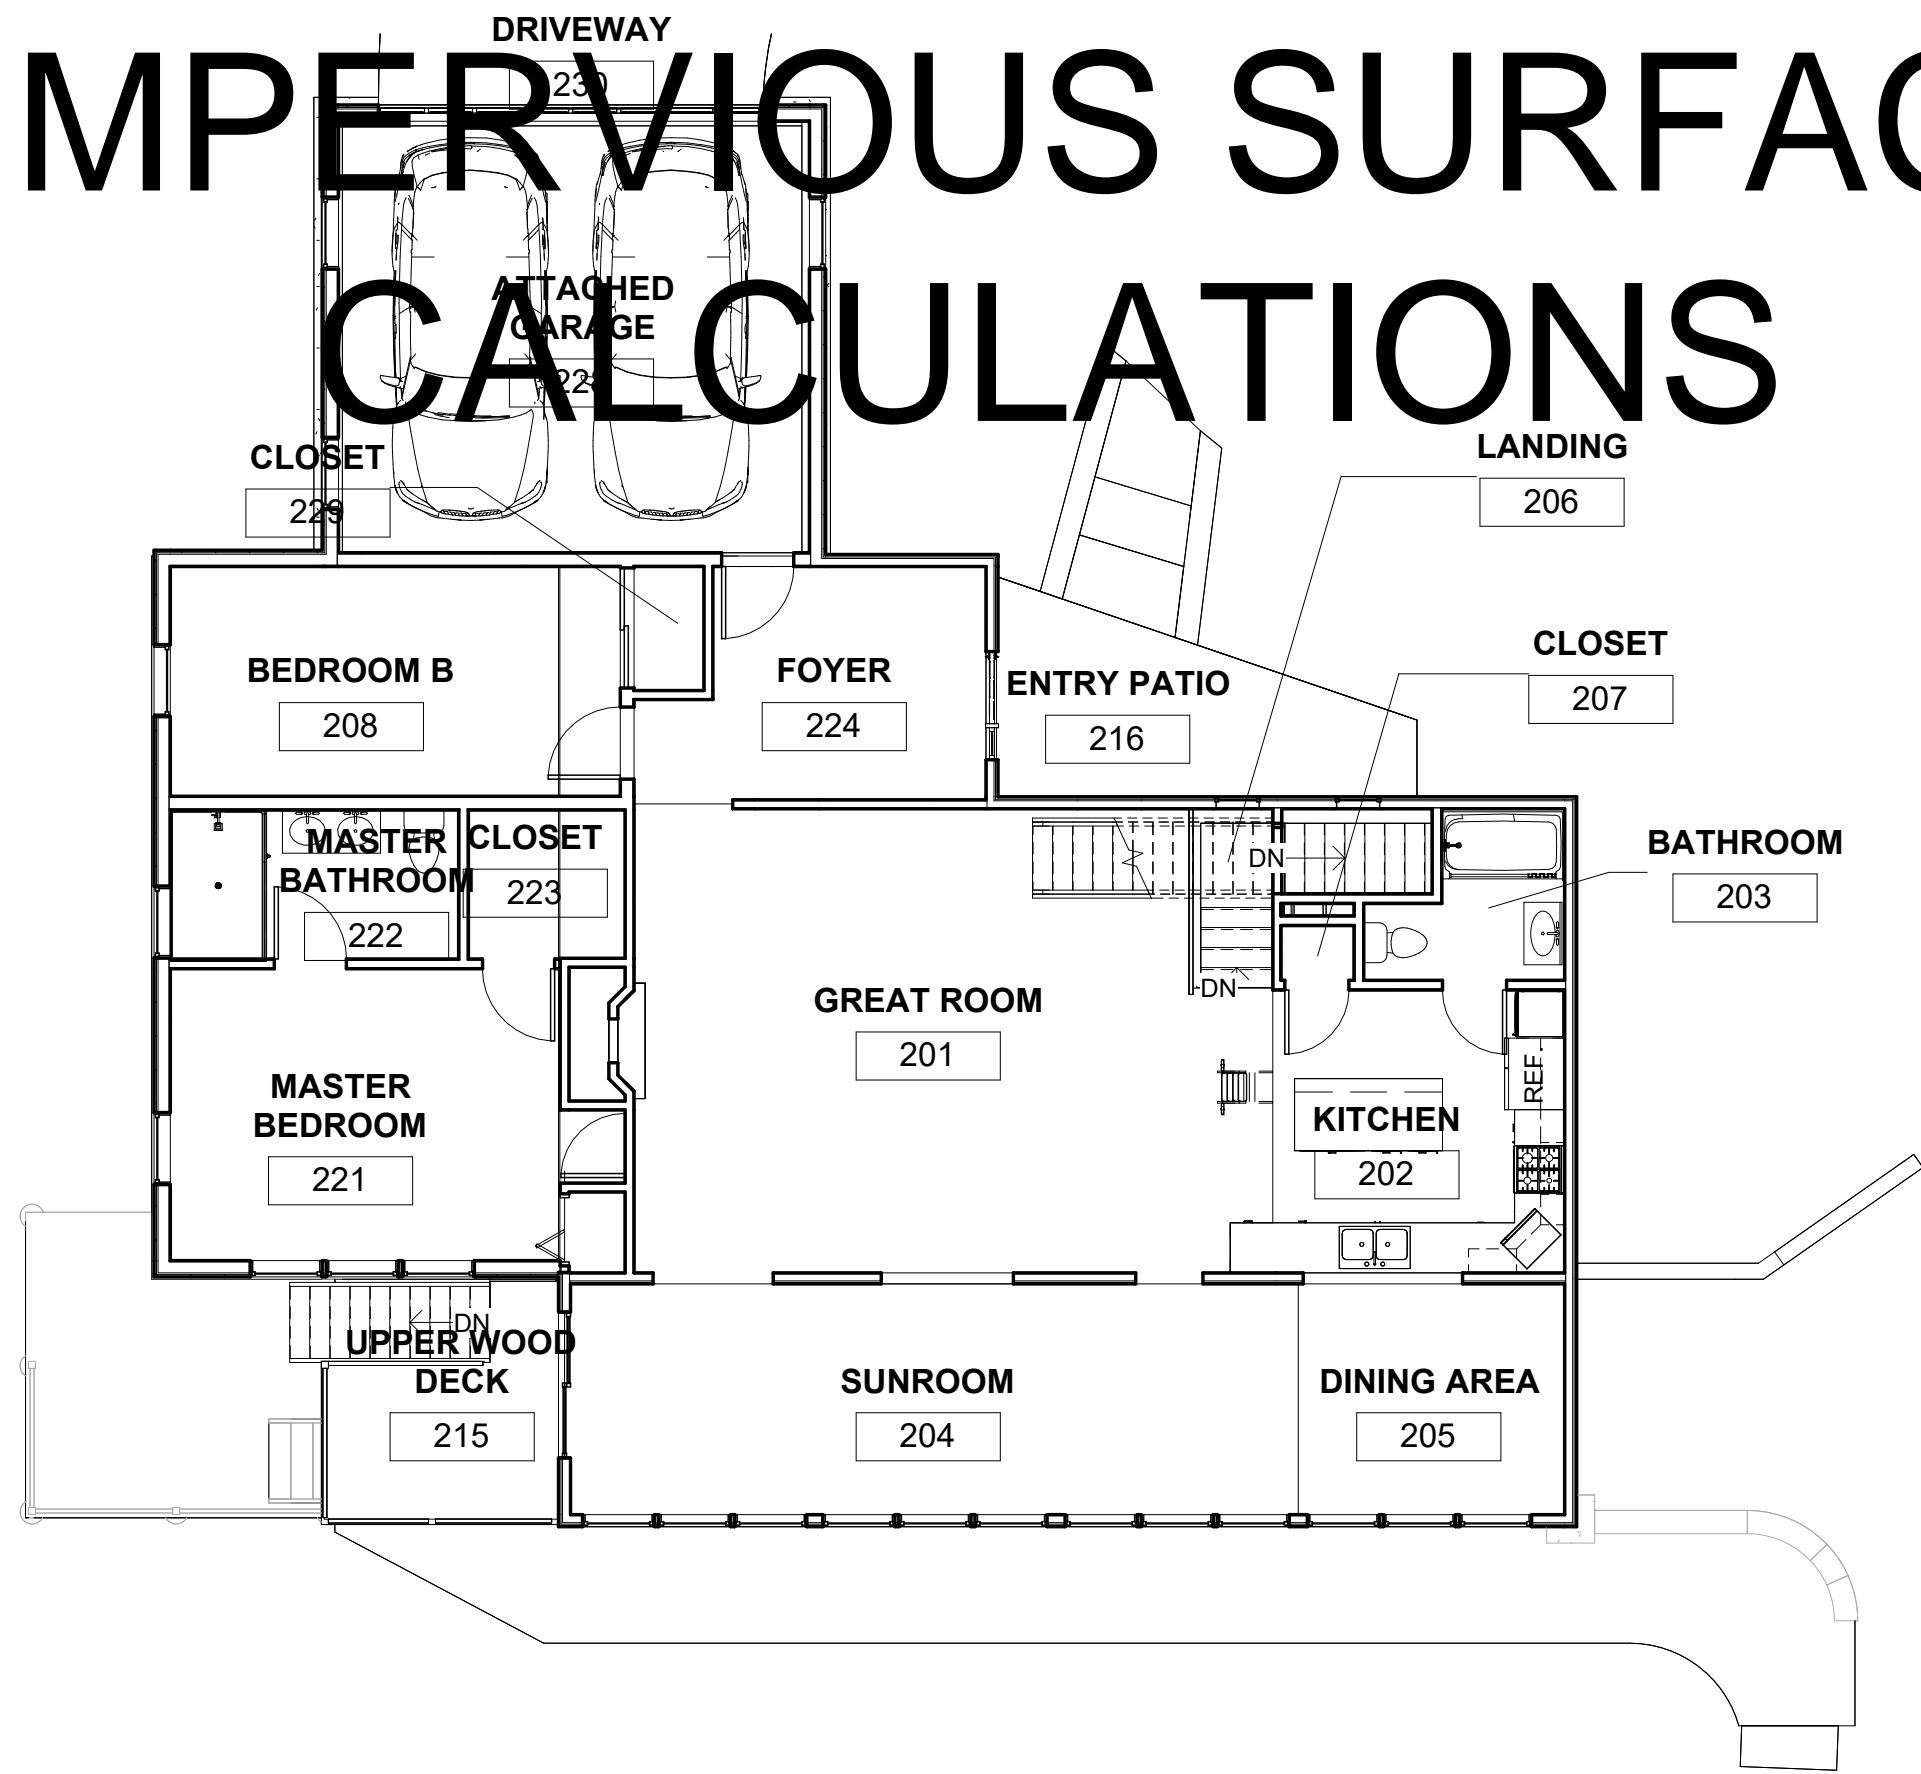 DRIVEWAY
230
MPERVIOUS SURFAC
CALCULATIONS
ATTACHED
GARAGE
CLOSET
229
LANDING
206
CLOSET
207
BEDROOM B
208
FOYER
224
ENTRY PATIO
216
MASTER
BATHROOM
222
CLOSET
223
DN
BATHROOM
203
DN
GREAT ROOM
201
REF.
MASTER
BEDROOM
221
KITCHEN
202
DN
UPPER WOOD
DECK
215
SUNROOM
204
DINING AREA
205